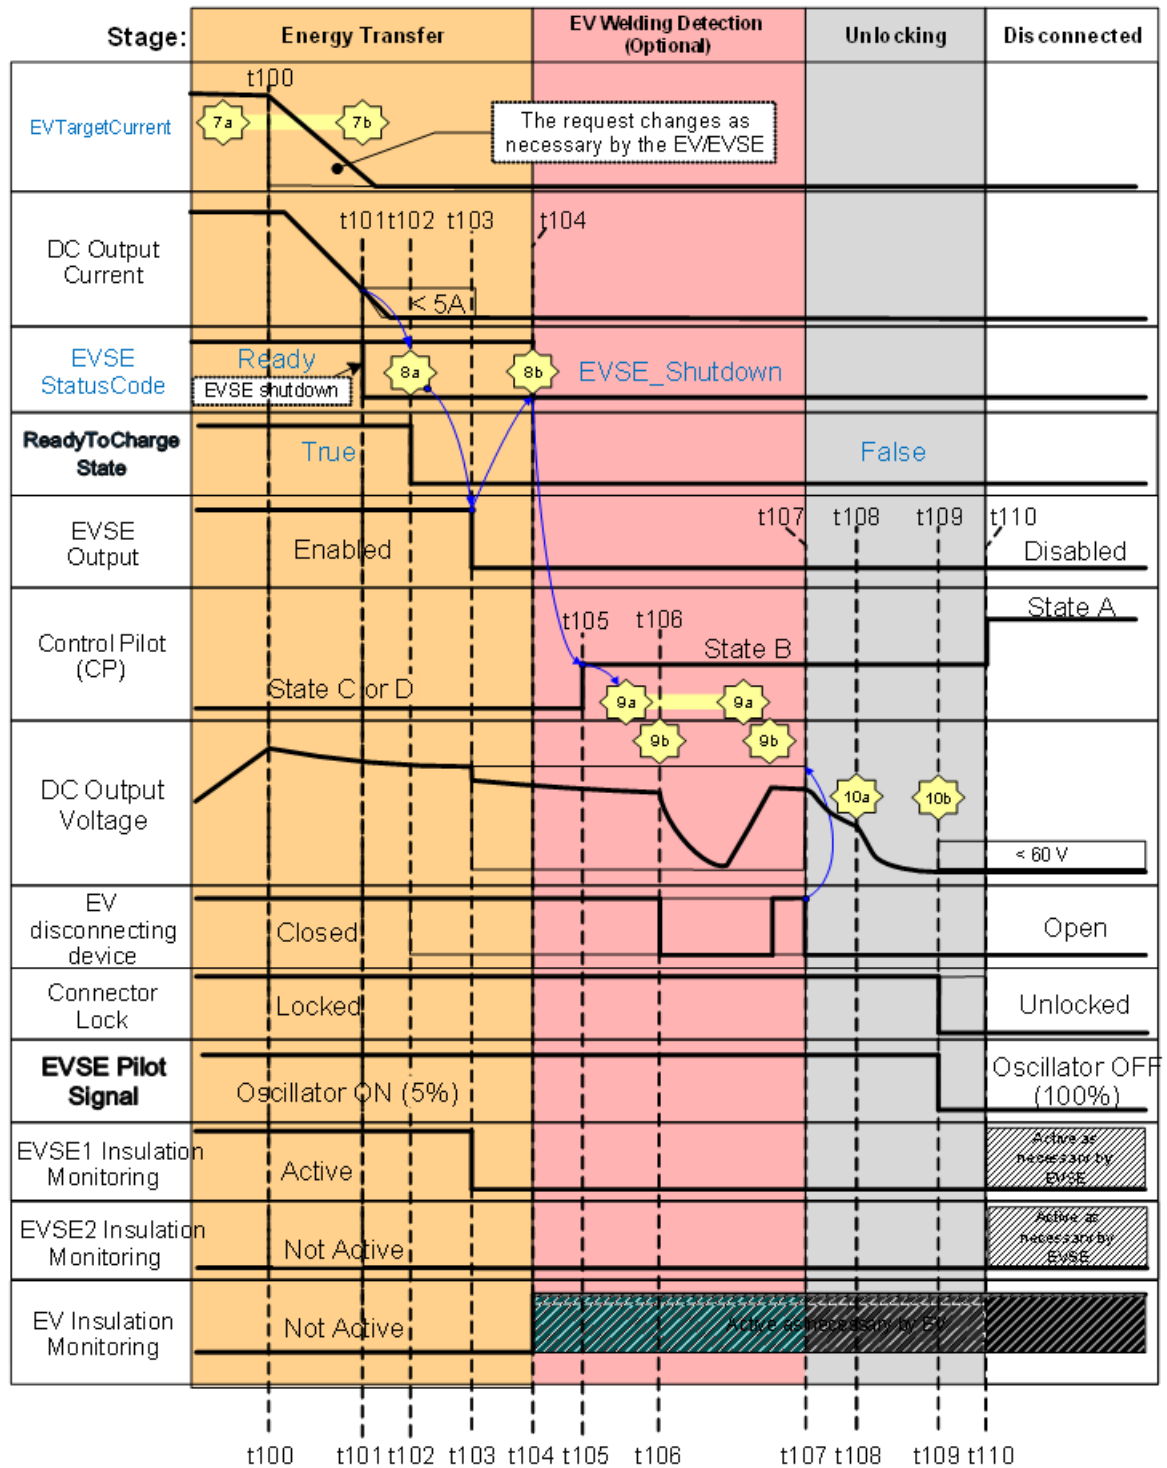 Stage:
Energy Transfer
EV Welding Detection
(Optional)
Unlocking
Disconnected
t100
EVTargetCurrent
7a
7b
The request changes as
necessary by the EV/EVSE
DC Output
Current
t101
t102
t103
t104
< 5A
EVSE
StatusCode
Ready
EVSE shutdown
8a
8b
EVSE_Shutdown
ReadyToCharge
State
True
False
EVSE
Output
Enabled
t107
t108
t109
t110
Disabled
Control Pilot
(CP)
State C or D
t105
t106
State B
State A
9a
9a
9b
9b
DC Output
Voltage
10a
10b
< 60 V
EV
disconnecting
device
Closed
Open
Connector
Lock
Locked
Unlocked
EVSE Pilot
Signal
Oscillator ON (5%)
Oscillator OFF
(100%)
EVSE1 Insulation
Monitoring
Active
Active as
necessary by
EVSE
EVSE2 Insulation
Monitoring
Not Active
Active as
necessary by
EVSE
EV Insulation
Monitoring
Not Active
Active as necessary by EV
t100
t101
t102
t103
t104
t105
t106
t107
t108
t109
t110